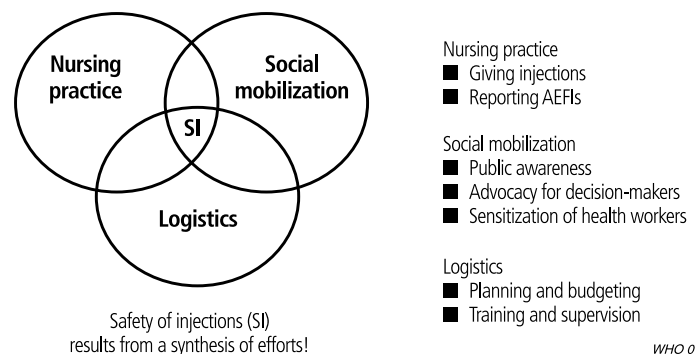 Nursing
practice
Social
mobilization
SI
Logistics
Safety of injections (SI)
results from a synthesis of efforts!
Nursing practice
■ Giving injections
■ Reporting AEFIs
Social mobilization
■ Public awareness
■ Advocacy for decision-makers
■ Sensitization of health workers
Logistics
■ Planning and budgeting
■ Training and supervision
WHO 0